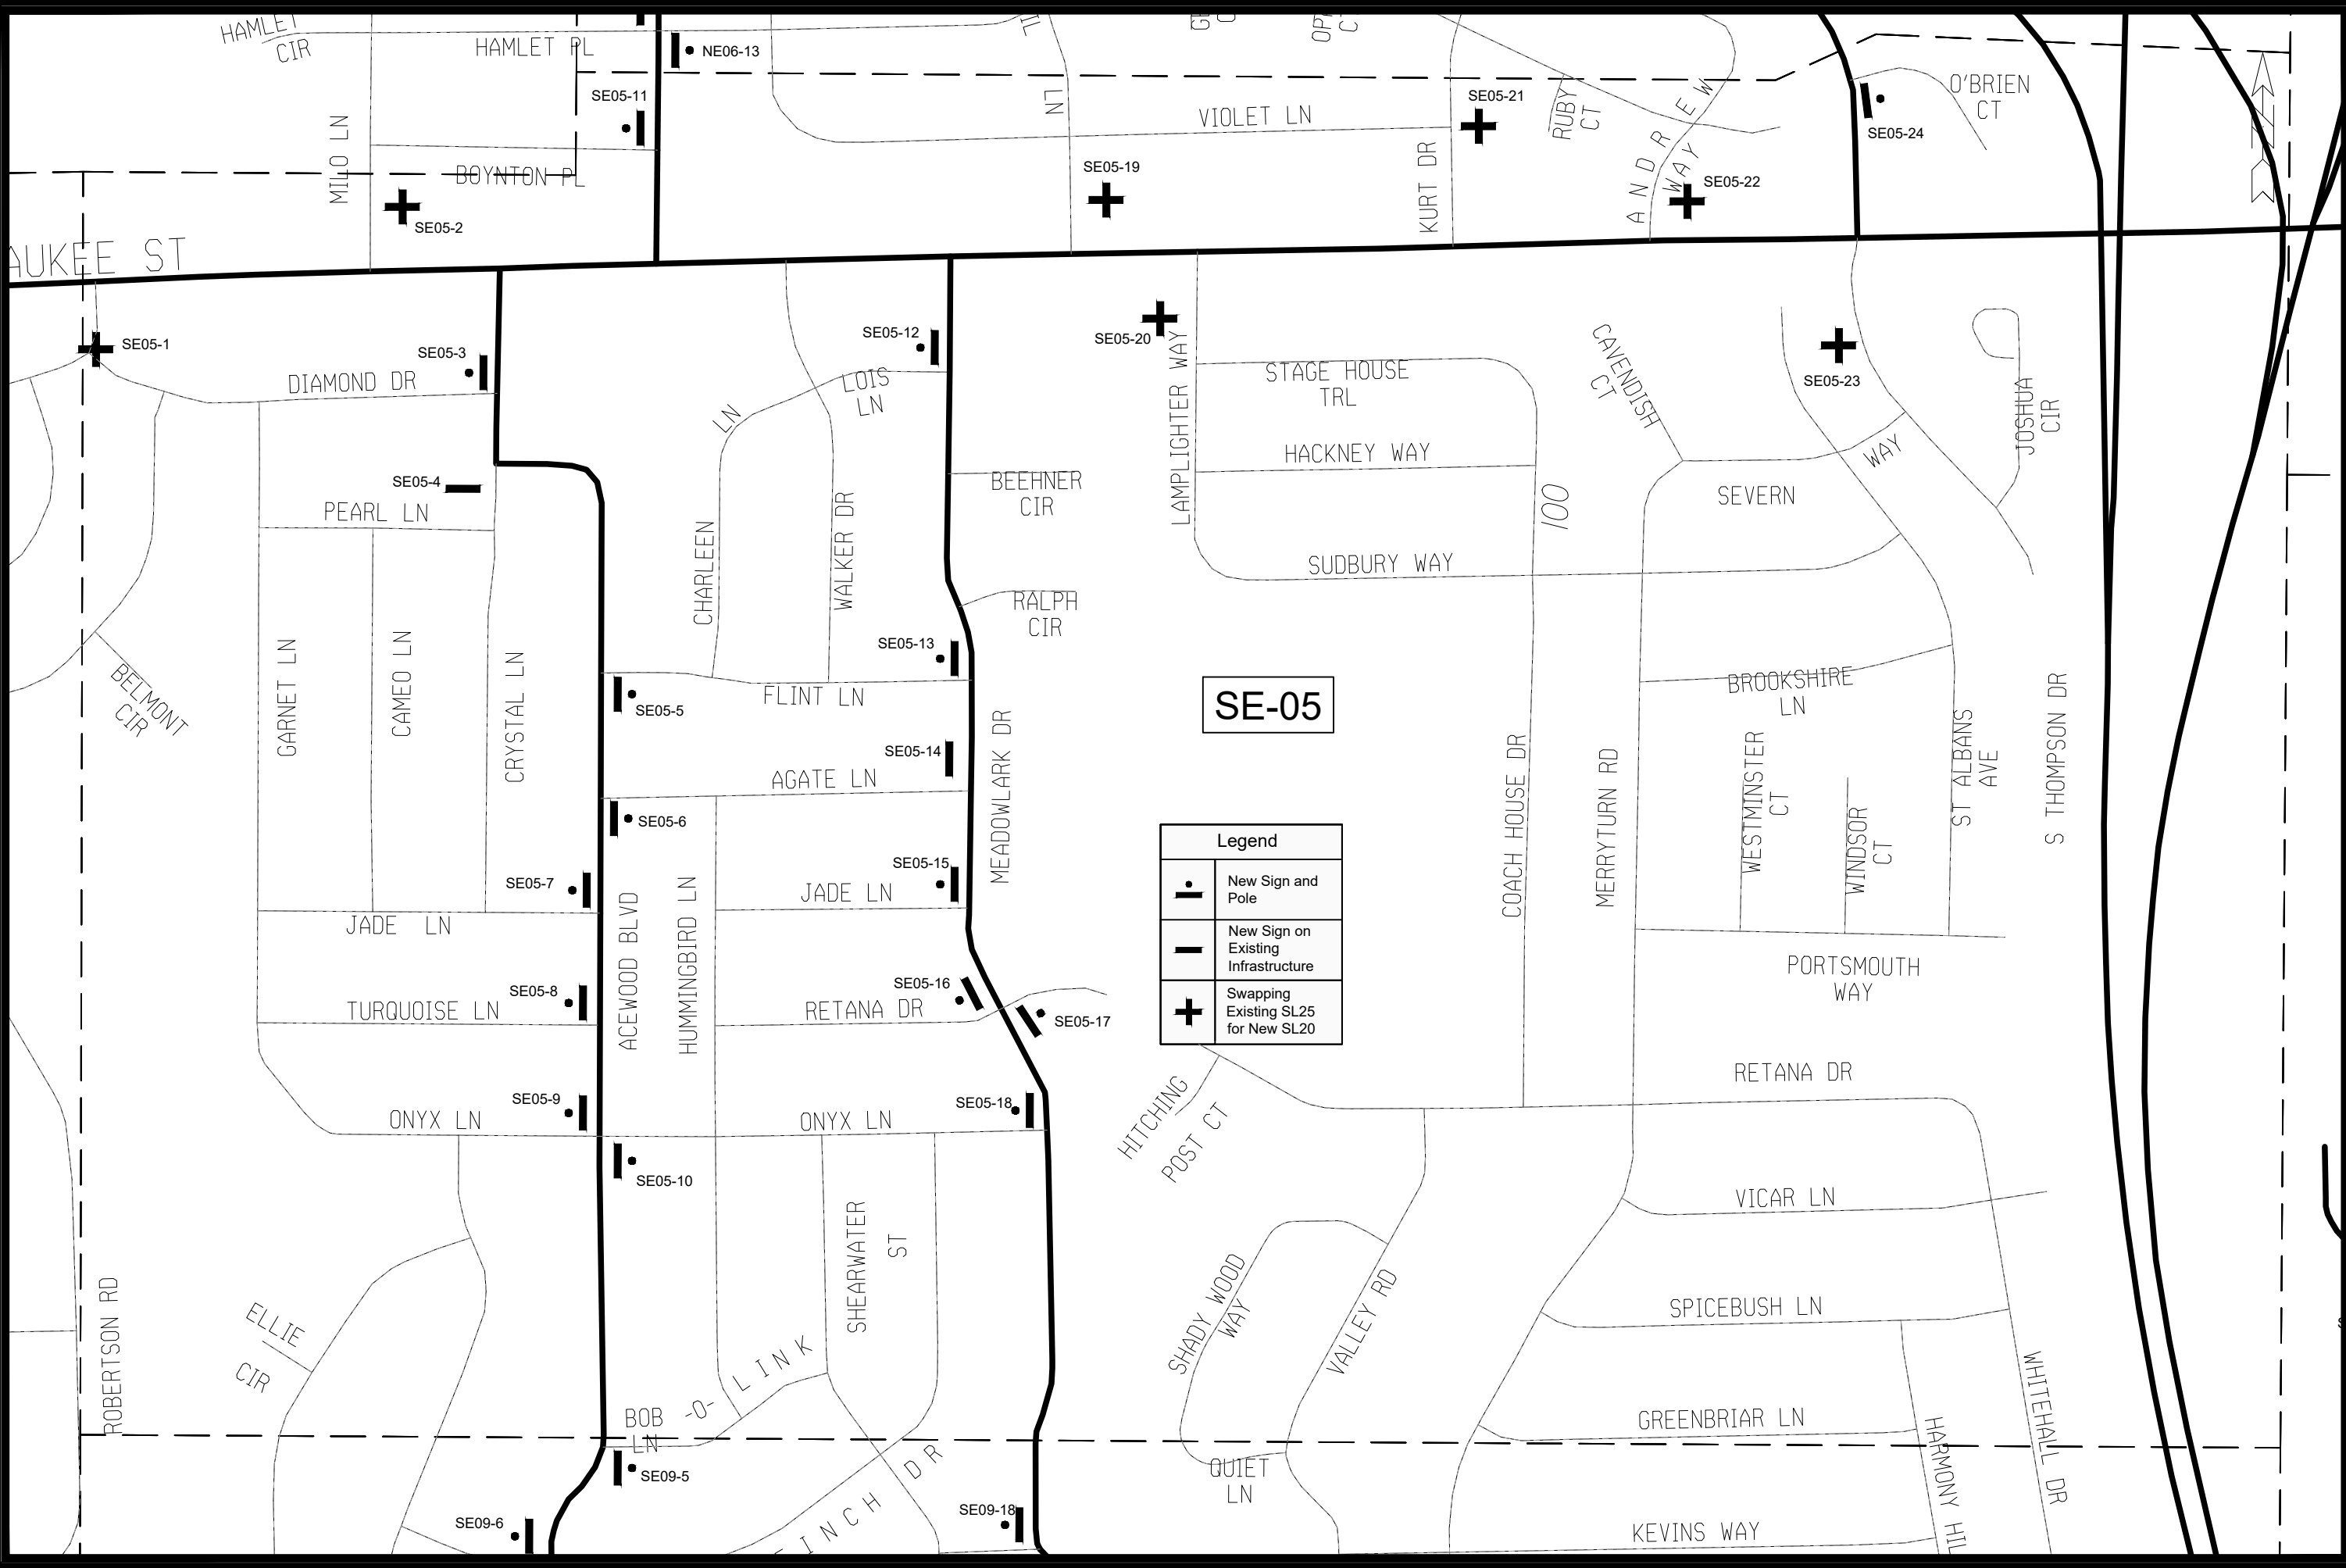 HAMLET
CIR
HAMLET PL
NE06-13
SE05-11
MILO LN
BOYNTON PL
SE05-2
AUKEE ST
LN
VIOLET LN
SE05-19
SE05-21
KURT DR
RUBY
CT
ANDREW
WAY
SE05-22
O'BRIEN
CT
SE05-24
SE05-1
SE05-3
DIAMOND DR
SE05-4
PEARL LN
SE05-12
LOIS
LN
CHARLEEN
LN
WALKER DR
BEEHNER
CIR
RALPH
CIR
SE05-20
LAMPLIGHTER WAY
STAGE HOUSE
TRL
HACKNEY WAY
SUDBURY WAY
100
CAVENDISH
CT
SE05-23
JOSHUA
CIR
SEVERN
WAY
BELMONT
CIR
GARNET LN
CAMEO LN
CRYSTAL LN
SE05-13
SE05-5
FLINT LN
SE05-14
AGATE LN
SE05-6
MEADOWLARK DR
SE-05
BROOKSHIRE
LN
WESTMINSTER
CT
WINDSOR
CT
ST ALBANS
AVE
S THOMPSON DR
COACH HOUSE DR
MERRYTURN RD
Legend
New Sign and
Pole
New Sign on
Existing
Infrastructure
Swapping
Existing SL25
for New SL20
SE05-7
SE05-15
JADE LN
JADE LN
ACEWOOD BLVD
HUMMINGBIRD LN
SE05-8
TURQUOISE LN
SE05-16
RETANA DR
SE05-17
PORTSMOUTH
WAY
RETANA DR
SE05-9
ONYX LN
SE05-18
ONYX LN
SE05-10
HITCHING
POST CT
VICAR LN
SHEARWATER
ST
SHADY WOOD
WAY
VALLEY RD
SPICEBUSH LN
ROBERTSON RD
ELLIE
CIR
BOB -O- LINK
LN
GREENBRIAR LN
WHITEHALL DR
SE09-5
SE09-6
INCH DR
SE09-18
QUIET
LN
KEVINS WAY
HARMONY HIL